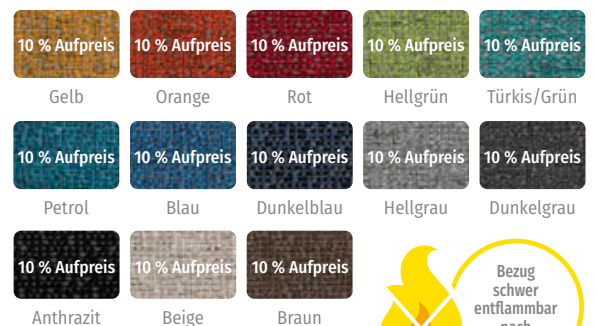 10 % Aufpreis 10 % Aufpreis 10 % Aufpreis 10 % Aufpreis 10 % Aufpreis
Gelb Orange Rot Hellgrün Türkis/Grün
10 % Aufpreis 10 % Aufpreis 10 % Aufpreis 10 % Aufpreis 10 % Aufpreis
Petrol Blau Dunkelblau Hellgrau Dunkelgrau
10 % Aufpreis 10 % Aufpreis 10 % Aufpreis
Anthrazit Beige Braun
Bezug
schwer
entflammbar
nach